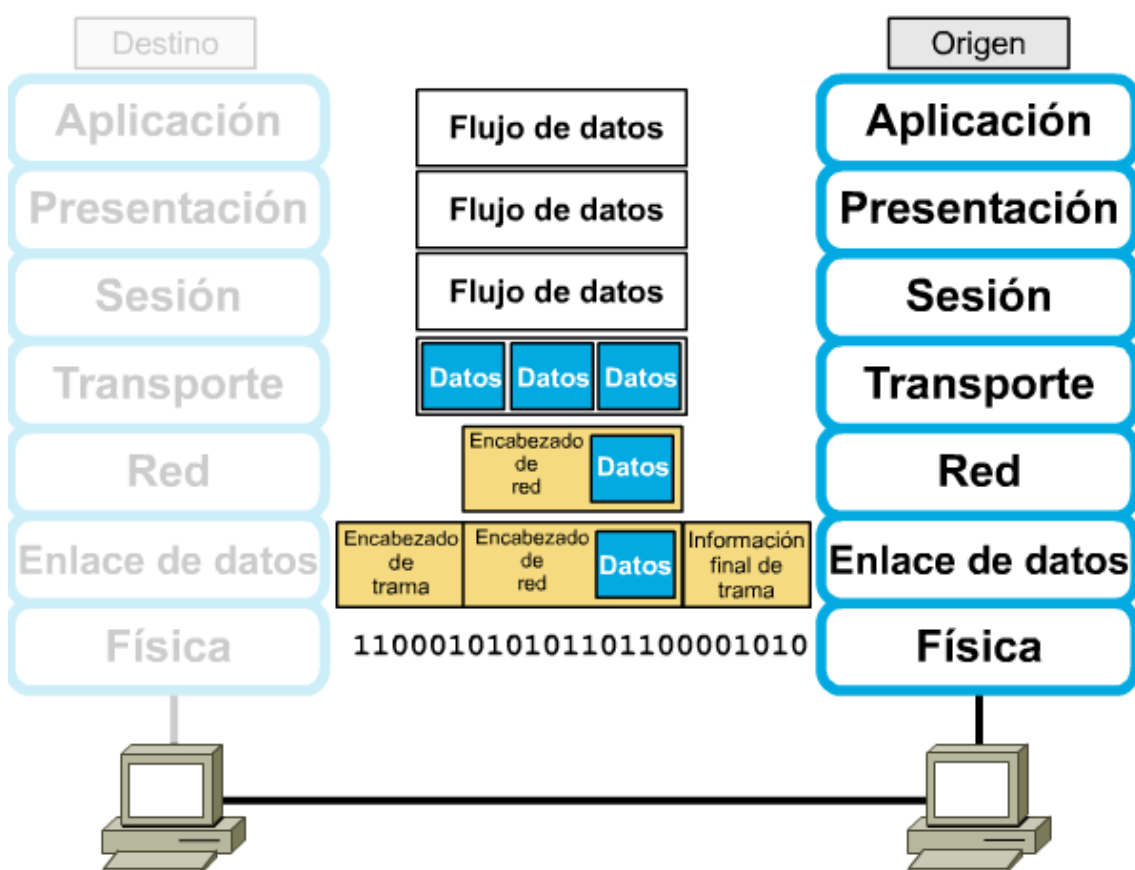 Destino
Origen
Aplicación
Flujo de datos
Aplicación
Presentación
Flujo de datos
Presentación
Sesión
Flujo de datos
Sesión
Transporte
Datos Datos Datos
Transporte
Red
Encabezado
de
red
Datos
Red
Enlace de datos
Encabezado
de
trama
Encabezado
de
red
Datos
Información
final de
trama
Enlace de datos
Física
110001010101101100001010
Física